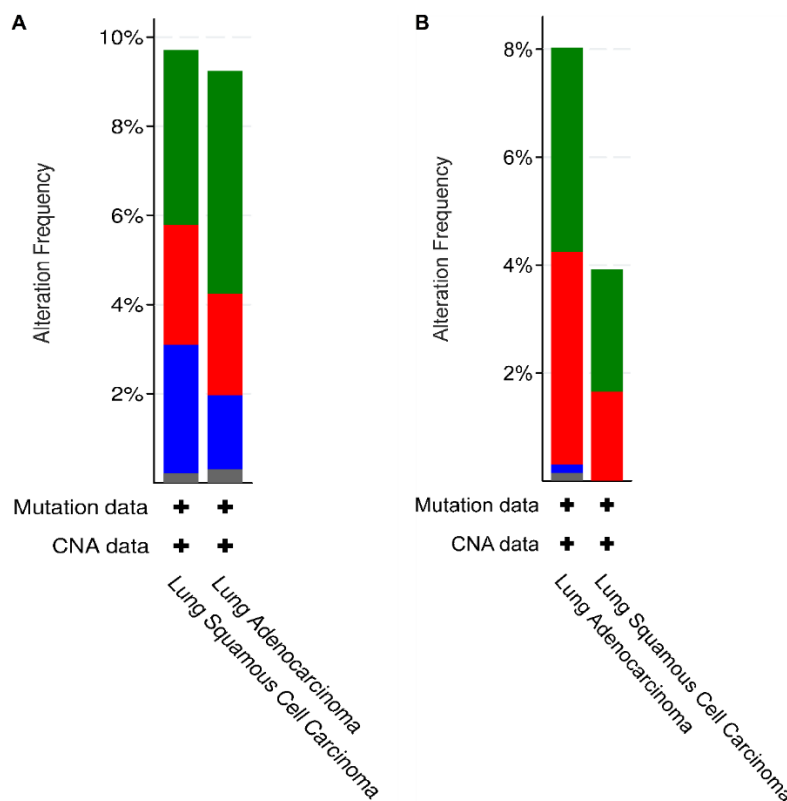 A
10%
8%
6%
4%
2%
Alteration Frequency
Mutation data + +
CNA data + +
Lung Squamous Cell Carcinoma
Lung Adenocarcinoma
B
8%
6%
4%
2%
Alteration Frequency
Mutation data + +
CNA data + +
Lung Adenocarcinoma
Lung Squamous Cell Carcinoma